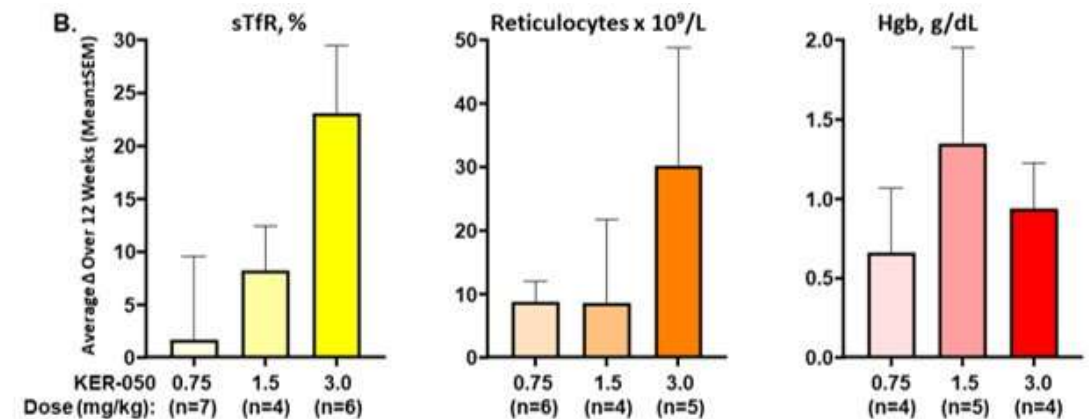 B.
sTfR, %
Reticulocytes x 10⁹/L
Hgb, g/dL
Average Δ Over 12 Weeks (Mean±SEM)
30
25
20
15
10
5
0
50
40
30
20
10
0
2.0
1.5
1.0
0.5
0.0
KER-050 0.75 1.5 3.0 0.75 1.5 3.0 0.75 1.5 3.0
Dose (mg/kg): (n=7) (n=4) (n=6) (n=6) (n=4) (n=5) (n=4) (n=5) (n=4)